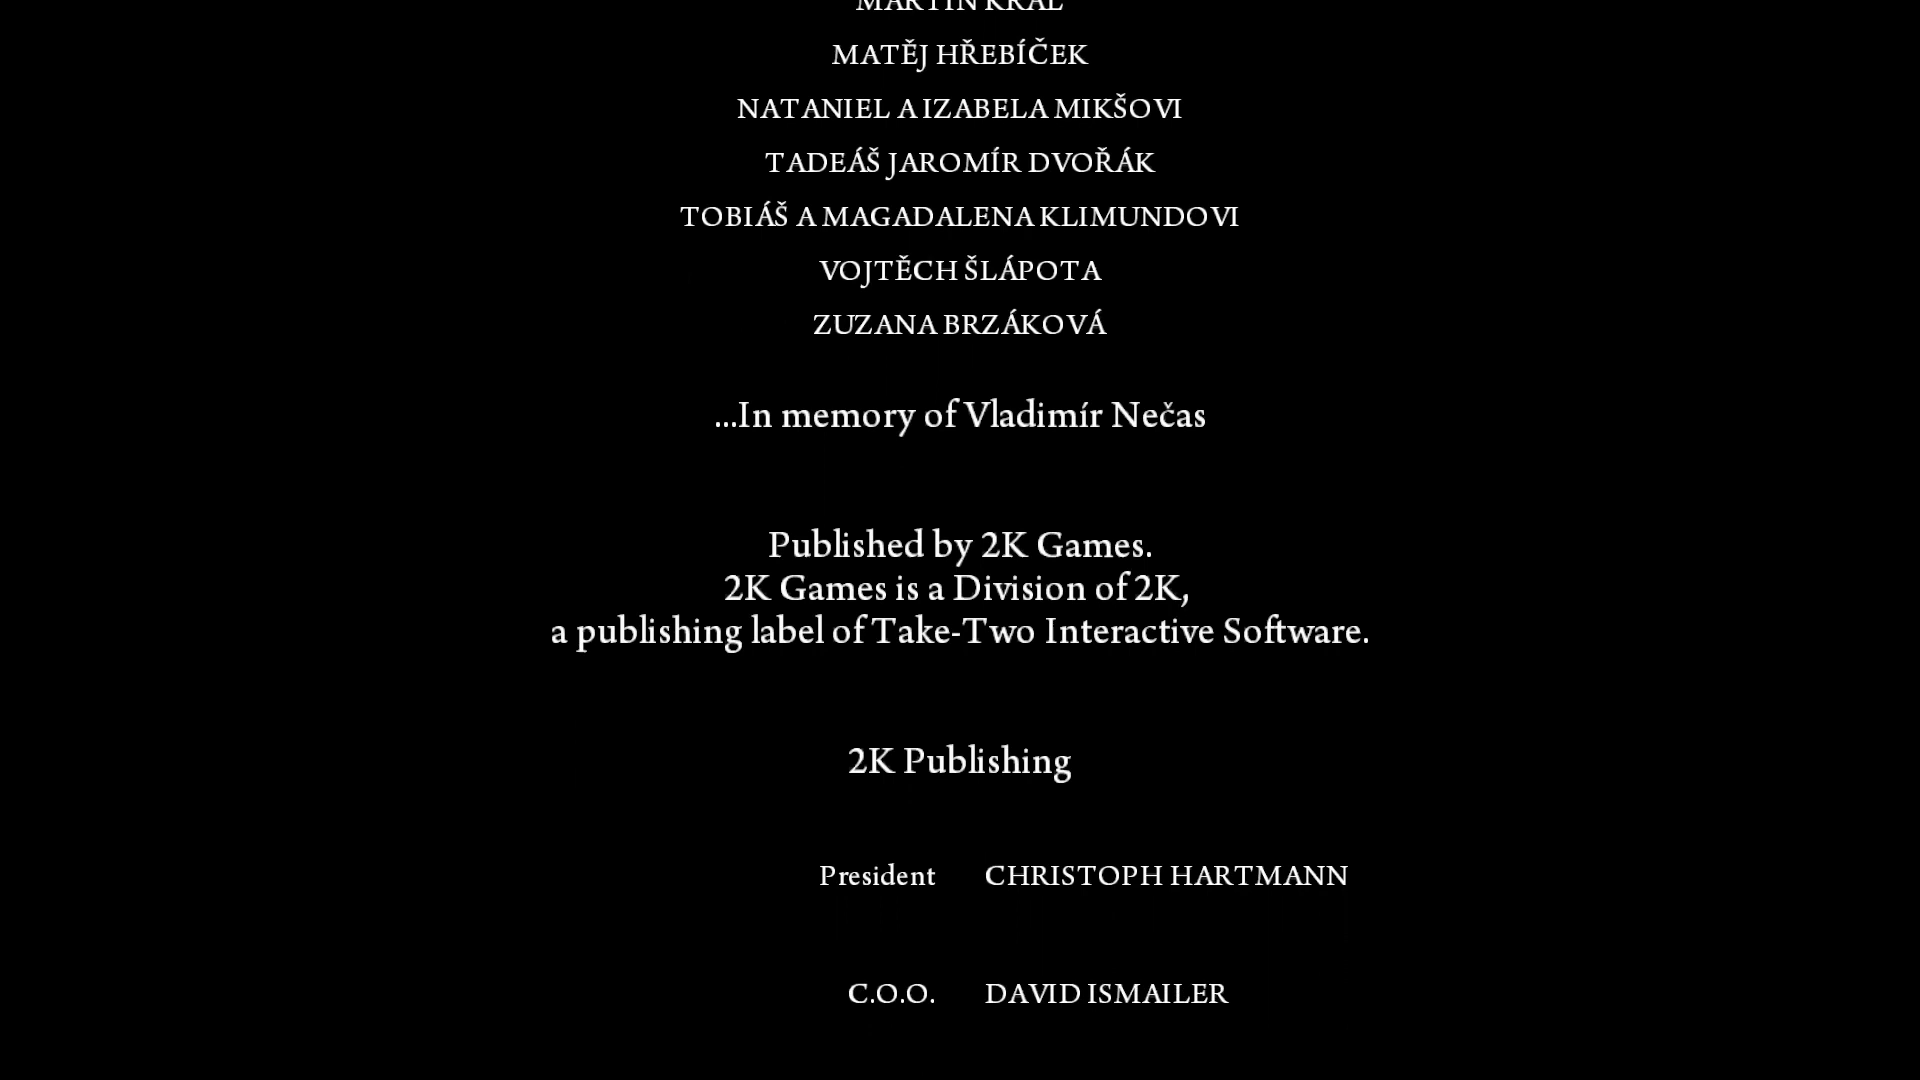 MARTIN KRÁL
MATĚJ HŘEBÍČEK
NATANIEL A IZABELA MIKŠOVI
TADEÁŠ JAROMÍR DVOŘÁK
TOBIÁŠ A MAGADALENA KLIMUNDOVI
VOJTĚCH ŠLÁPOTA
ZUZANA BRZÁKOVÁ
...In memory of Vladimír Nečas
Published by 2K Games.
2K Games is a Division of 2K,
a publishing label of Take-Two Interactive Software.
2K Publishing
President CHRISTOPH HARTMANN
C.O.O. DAVID ISMAILER